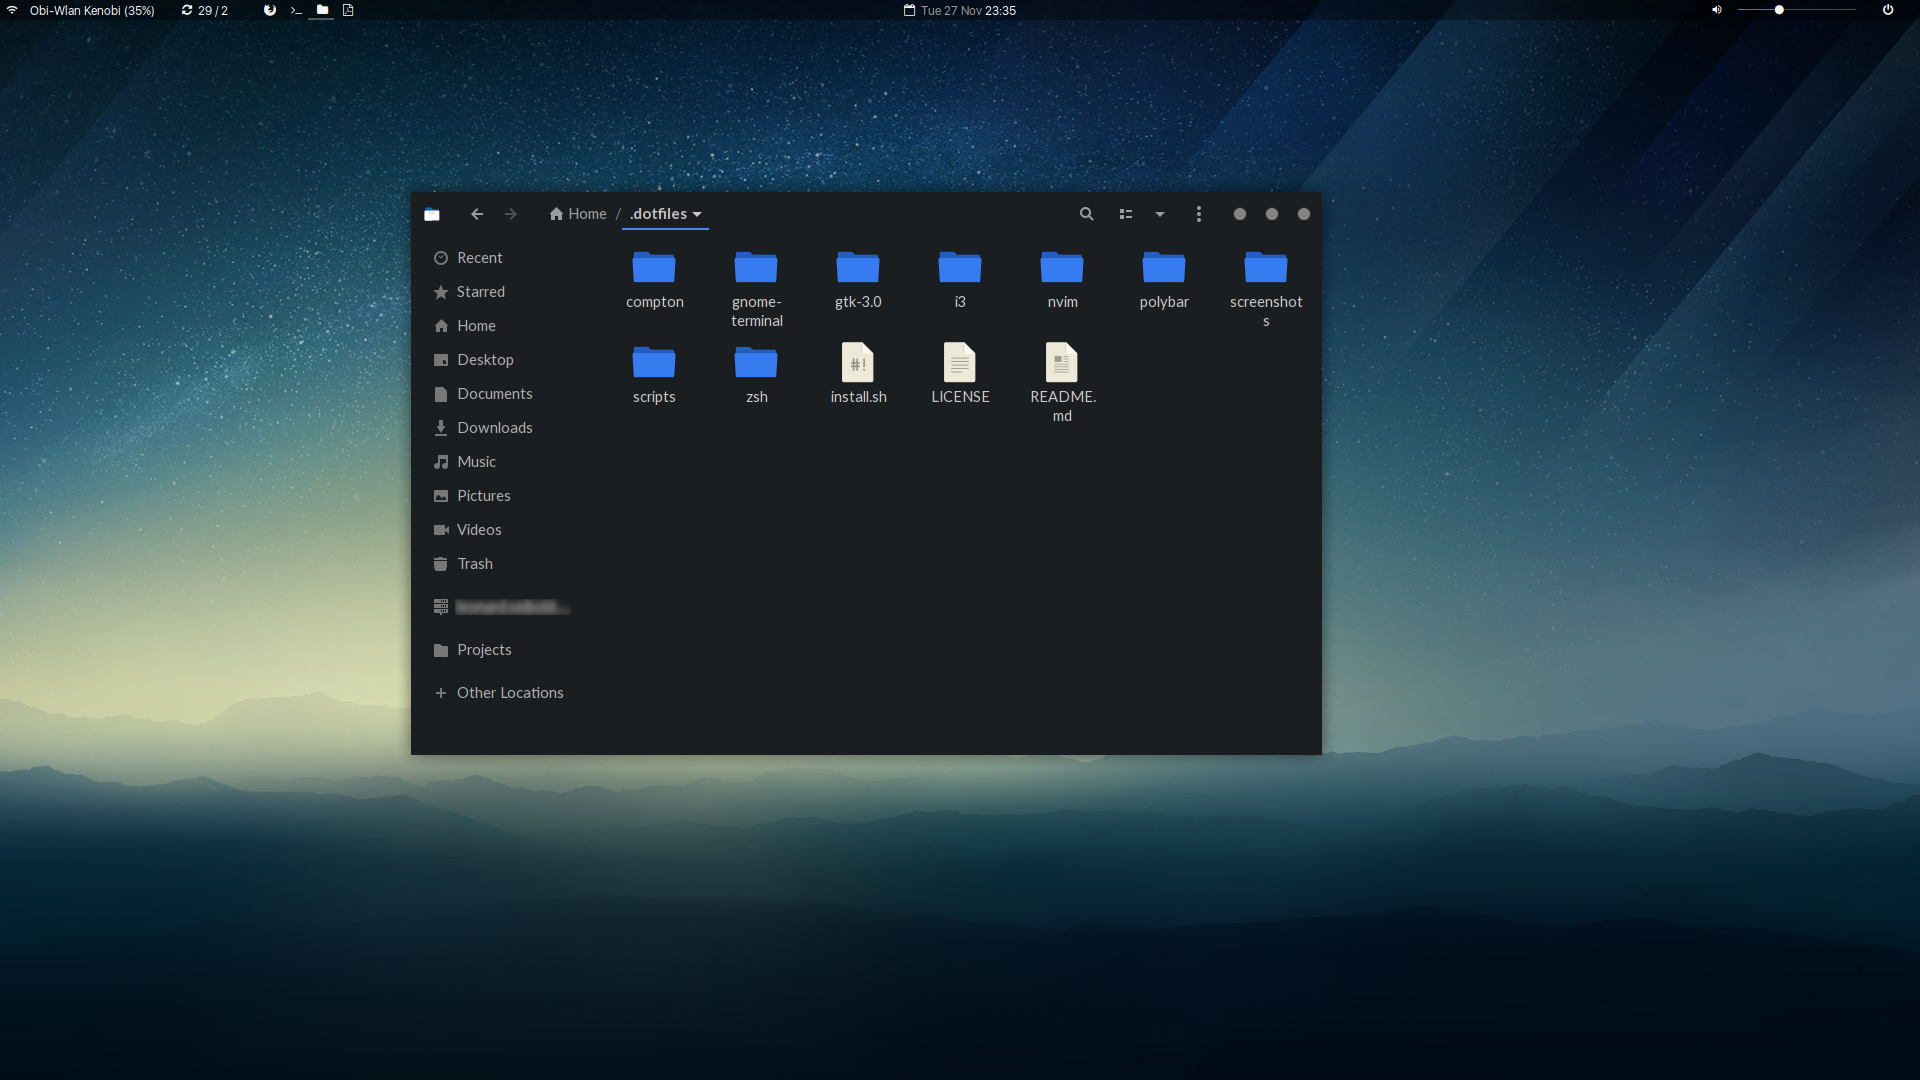 Obi-Wlan Kenobi (35%) 29 / 2 >_ Tue 27 Nov 23:35
Home / .dotfiles
Recent
Starred
Home
Desktop
Documents
Downloads
Music
Pictures
Videos
Trash
Projects
+ Other Locations
compton
gnome-
terminal
gtk-3.0
i3
nvim
polybar
screenshot
s
scripts
zsh
#!
install.sh
LICENSE
README.
md